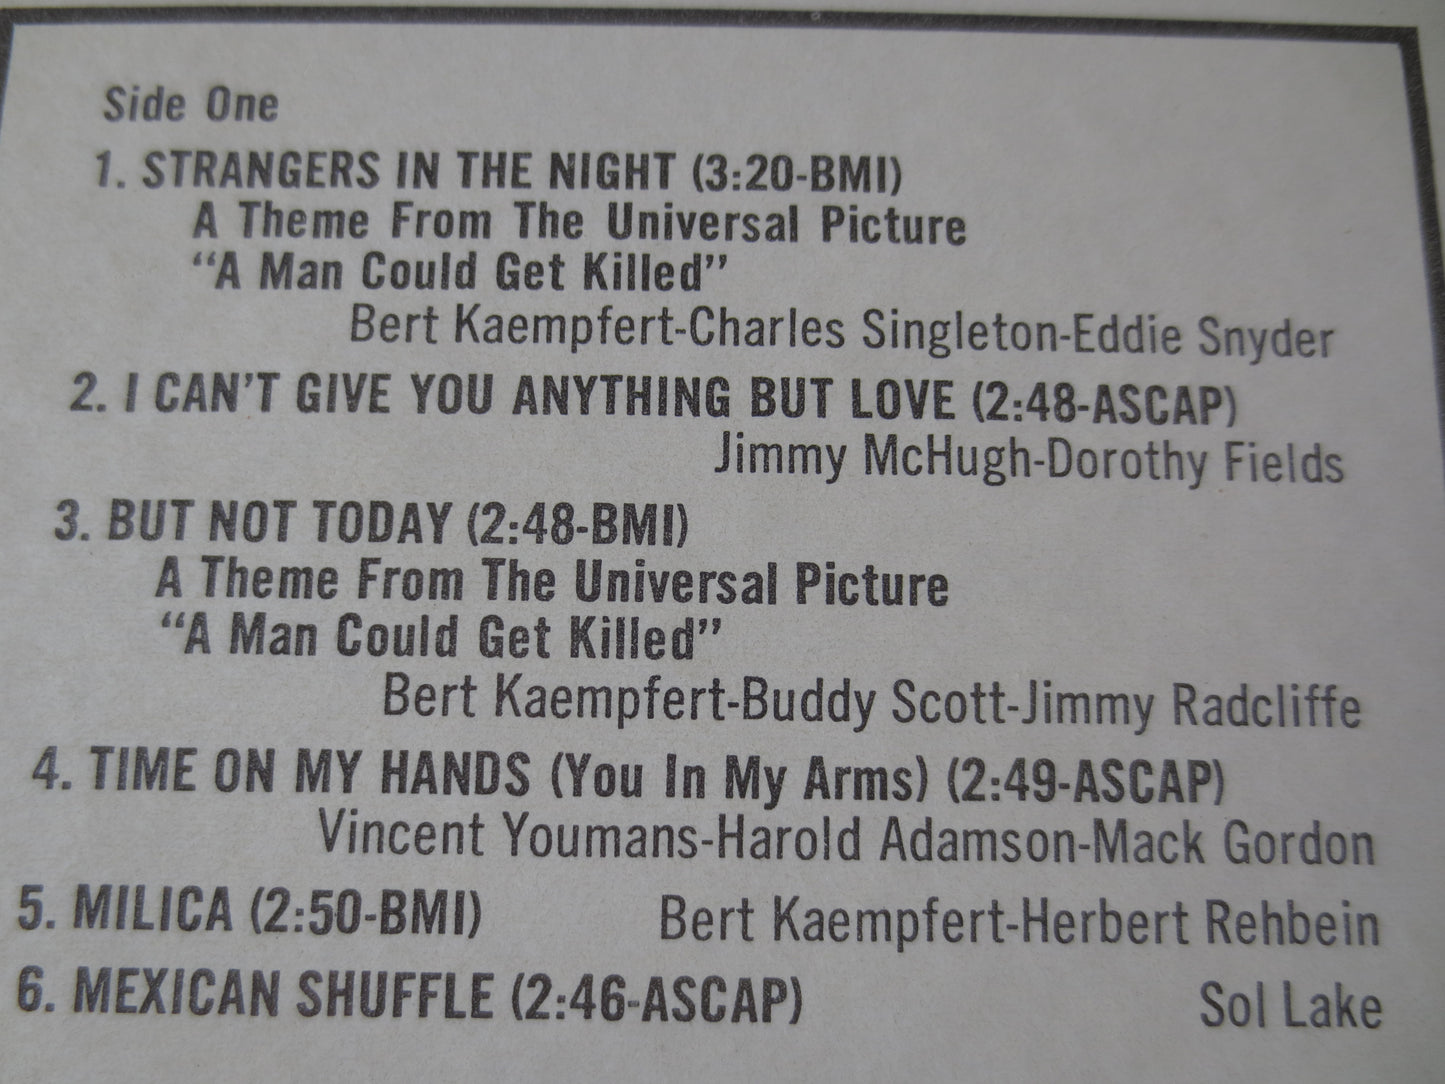 Side One
1. STRANGERS IN THE NIGHT (3:20-BMI)
A Theme From The Universal Picture
“A Man Could Get Killed”
Bert Kaempfert-Charles Singleton-Eddie Snyder
2. I CAN’T GIVE YOU ANYTHING BUT LOVE (2:48-ASCAP)
Jimmy McHugh-Dorothy Fields
3. BUT NOT TODAY (2:48-BMI)
A Theme From The Universal Picture
“A Man Could Get Killed”
Bert Kaempfert-Buddy Scott-Jimmy Radcliffe
4. TIME ON MY HANDS (You In My Arms) (2:49-ASCAP)
Vincent Youmans-Harold Adamson-Mack Gordon
5. MILICA (2:50-BMI) Bert Kaempfert-Herbert Rehbein
6. MEXICAN SHUFFLE (2:46-ASCAP) Sol Lake